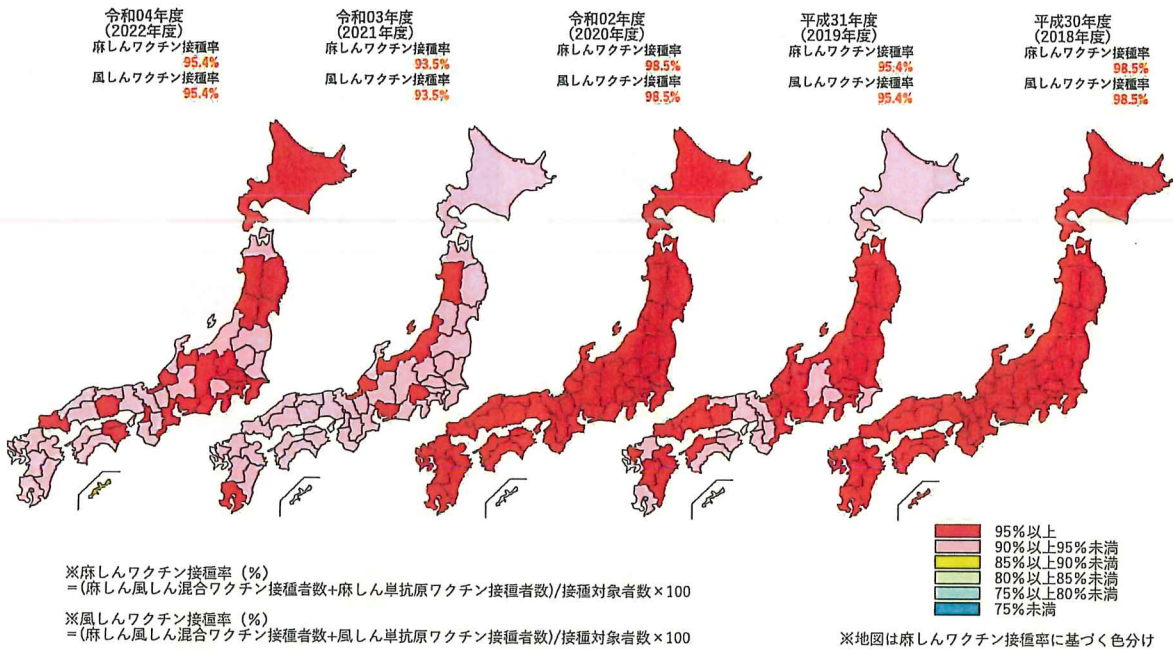 令和04年度
(2022年度)
麻しんワクチン接種率
95.4%
風しんワクチン接種率
95.4%
令和03年度
(2021年度)
麻しんワクチン接種率
93.5%
風しんワクチン接種率
93.5%
令和02年度
(2020年度)
麻しんワクチン接種率
98.5%
風しんワクチン接種率
98.5%
平成31年度
(2019年度)
麻しんワクチン接種率
95.4%
風しんワクチン接種率
95.4%
平成30年度
(2018年度)
麻しんワクチン接種率
98.5%
風しんワクチン接種率
98.5%
95%以上
90%以上95%未満
85%以上90%未満
80%以上85%未満
75%以上80%未満
75%未満
※麻しんワクチン接種率 (%)
=(麻しん風しん混合ワクチン接種者数+麻しん単抗原ワクチン接種者数)/接種対象者数×100
※風しんワクチン接種率 (%)
=(麻しん風しん混合ワクチン接種者数+風しん単抗原ワクチン接種者数)/接種対象者数×100
※地図は麻しんワクチン接種率に基づく色分け